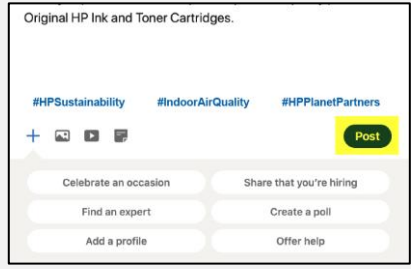 Original HP Ink and Toner Cartridges.
#HPSustainability #IndoorAirQuality #HPPlanetPartners
Post
Celebrate an occasion Share that you're hiring
Find an expert Create a poll
Add a profile Offer help